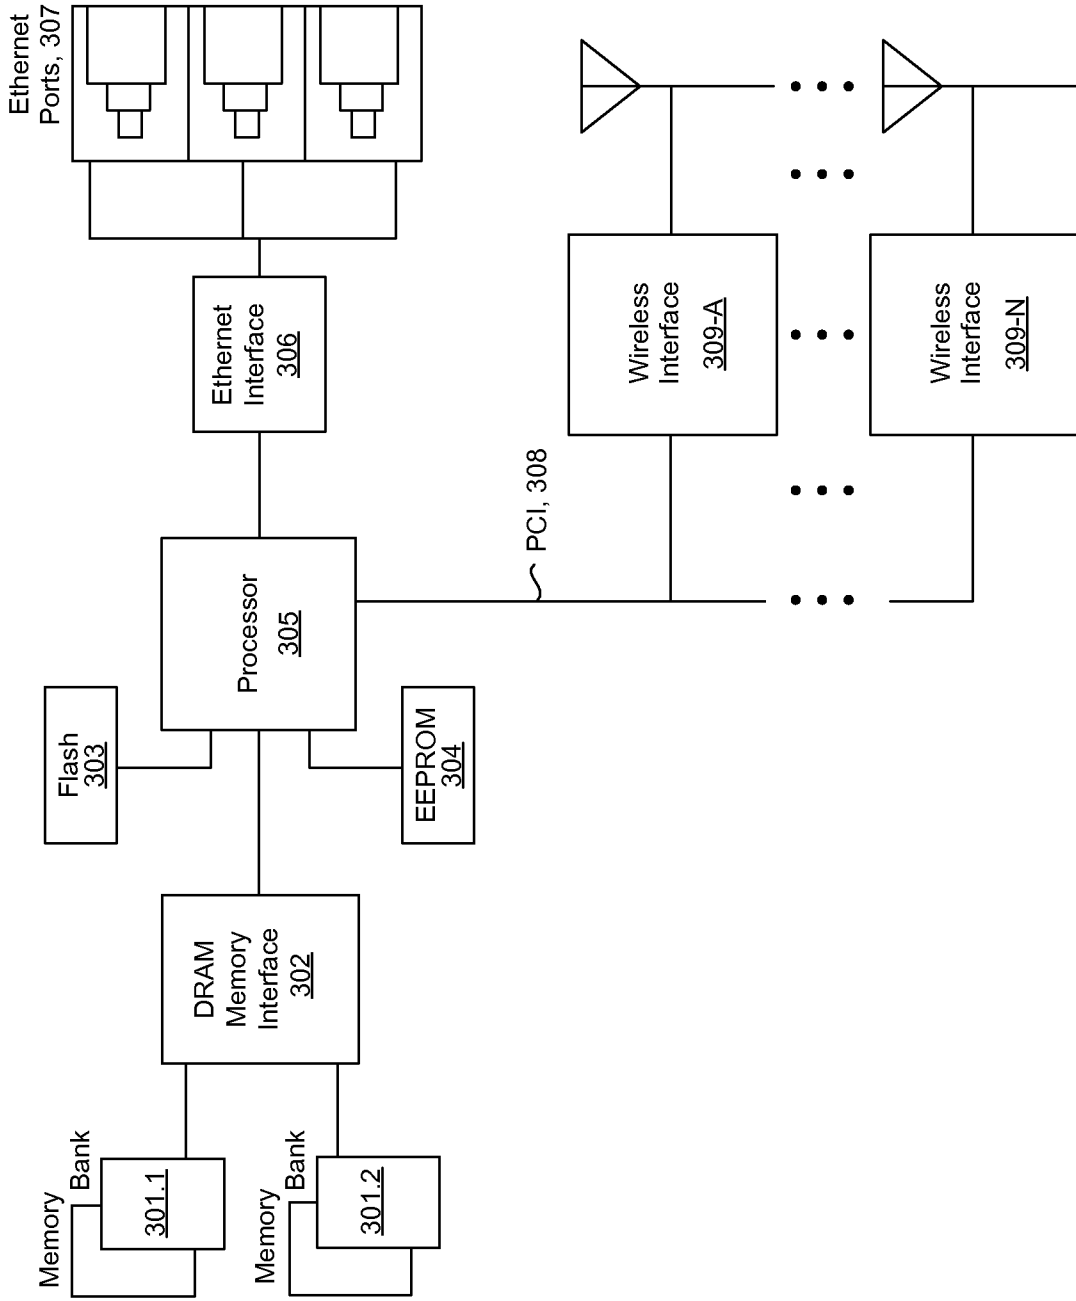 Memory
Bank
301.1
Memory
Bank
301.2
DRAM
Memory
Interface
302
Flash
303
EEPROM
304
Processor
305
Ethernet
Interface
306
Ethernet
Ports, 307
PCI, 308
Wireless
Interface
309-A
Wireless
Interface
309-N